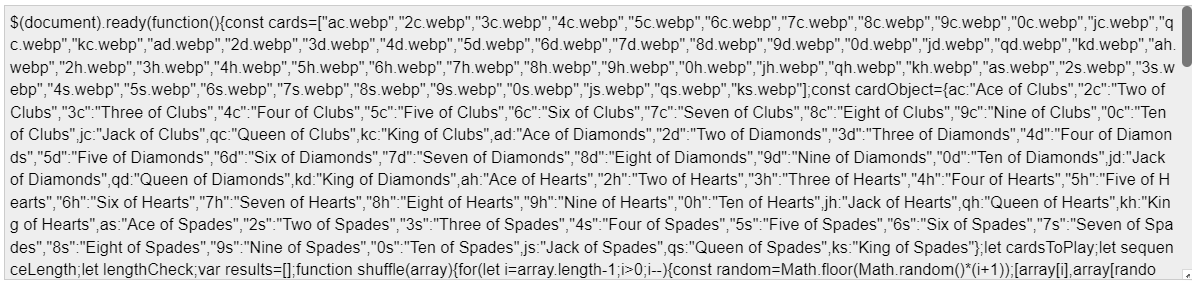 $(document).ready(function(){const cards=["ac.webp","2c.webp","3c.webp","4c.webp","5c.webp","6c.webp","7c.webp","8c.webp","9c.webp","0c.webp","jc.webp","q
c.webp","kc.webp","ad.webp","2d.webp","3d.webp","4d.webp","5d.webp","6d.webp","7d.webp","8d.webp","9d.webp","0d.webp","jd.webp","qd.webp","kd.webp","ah.
webp","2h.webp","3h.webp","4h.webp","5h.webp","6h.webp","7h.webp","8h.webp","9h.webp","0h.webp","jh.webp","qh.webp","kh.webp","as.webp","2s.webp","3s.w
ebp","4s.webp","5s.webp","6s.webp","7s.webp","8s.webp","9s.webp","0s.webp","js.webp","qs.webp","ks.webp"];const cardObject={ac:"Ace of Clubs","2c":"Two of
Clubs","3c":"Three of Clubs","4c":"Four of Clubs","5c":"Five of Clubs","6c":"Six of Clubs","7c":"Seven of Clubs","8c":"Eight of Clubs","9c":"Nine of Clubs","0c":"Ten
of Clubs",jc:"Jack of Clubs",qc:"Queen of Clubs",kc:"King of Clubs",ad:"Ace of Diamonds","2d":"Two of Diamonds","3d":"Three of Diamonds","4d":"Four of Diamon
ds","5d":"Five of Diamonds","6d":"Six of Diamonds","7d":"Seven of Diamonds","8d":"Eight of Diamonds","9d":"Nine of Diamonds","0d":"Ten of Diamonds",jd:"Jack
of Diamonds",qd:"Queen of Diamonds",kd:"King of Diamonds",ah:"Ace of Hearts","2h":"Two of Hearts","3h":"Three of Hearts","4h":"Four of Hearts","5h":"Five of H
earts","6h":"Six of Hearts","7h":"Seven of Hearts","8h":"Eight of Hearts","9h":"Nine of Hearts","0h":"Ten of Hearts",jh:"Jack of Hearts",qh:"Queen of Hearts",kh:"Kin
g of Hearts",as:"Ace of Spades","2s":"Two of Spades","3s":"Three of Spades","4s":"Four of Spades","5s":"Five of Spades","6s":"Six of Spades","7s":"Seven of Spa
des","8s":"Eight of Spades","9s":"Nine of Spades","0s":"Ten of Spades",js:"Jack of Spades",qs:"Queen of Spades",ks:"King of Spades"};let cardsToPlay;let sequen
ceLength;let lengthCheck;var results=[];function shuffle(array){for(let i=array.length-1;i>0;i--){const random=Math.floor(Math.random()*(i+1));[array[i],array[rando